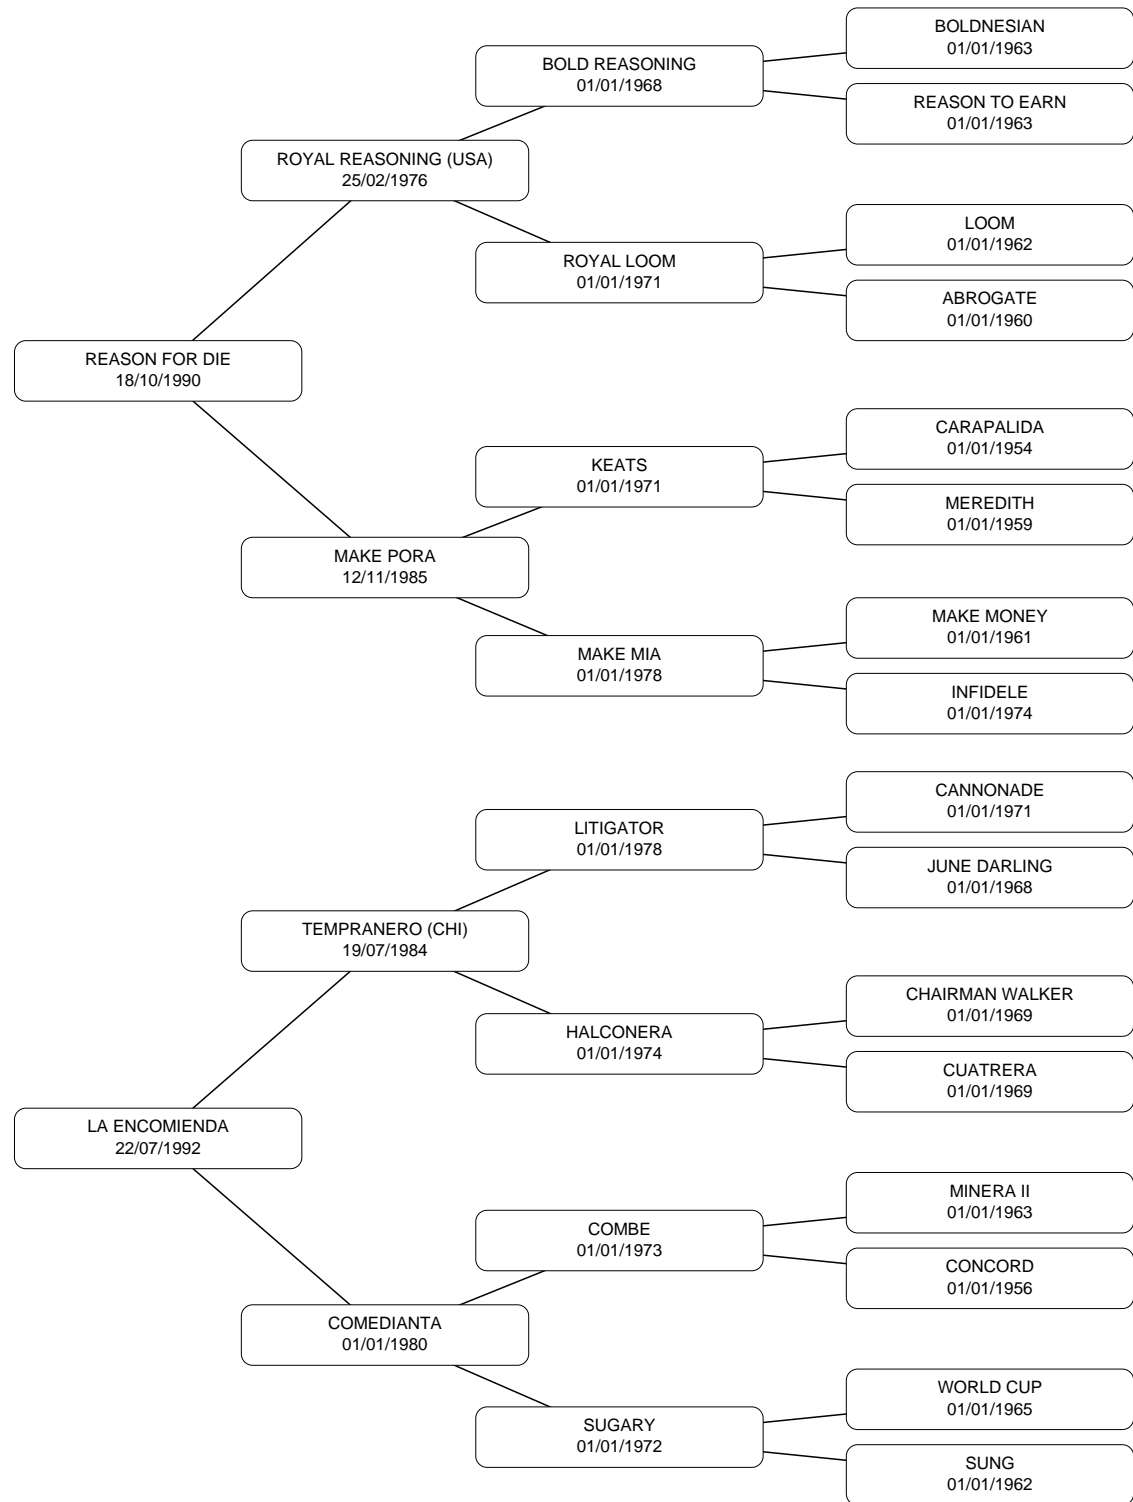 BOLDNESIAN
01/01/1963
BOLD REASONING
01/01/1968
REASON TO EARN
01/01/1963
ROYAL REASONING (USA)
25/02/1976
LOOM
01/01/1962
ROYAL LOOM
01/01/1971
ABROGATE
01/01/1960
REASON FOR DIE
18/10/1990
CARAPALIDA
01/01/1954
KEATS
01/01/1971
MEREDITH
01/01/1959
MAKE PORA
12/11/1985
MAKE MONEY
01/01/1961
MAKE MIA
01/01/1978
INFIDELE
01/01/1974
CANNONADE
01/01/1971
LITIGATOR
01/01/1978
JUNE DARLING
01/01/1968
TEMPRANERO (CHI)
19/07/1984
CHAIRMAN WALKER
01/01/1969
HALCONERA
01/01/1974
CUATRERA
01/01/1969
LA ENCOMIENDA
22/07/1992
MINERA II
01/01/1963
COMBE
01/01/1973
CONCORD
01/01/1956
COMEDIANTA
01/01/1980
WORLD CUP
01/01/1965
SUGARY
01/01/1972
SUNG
01/01/1962